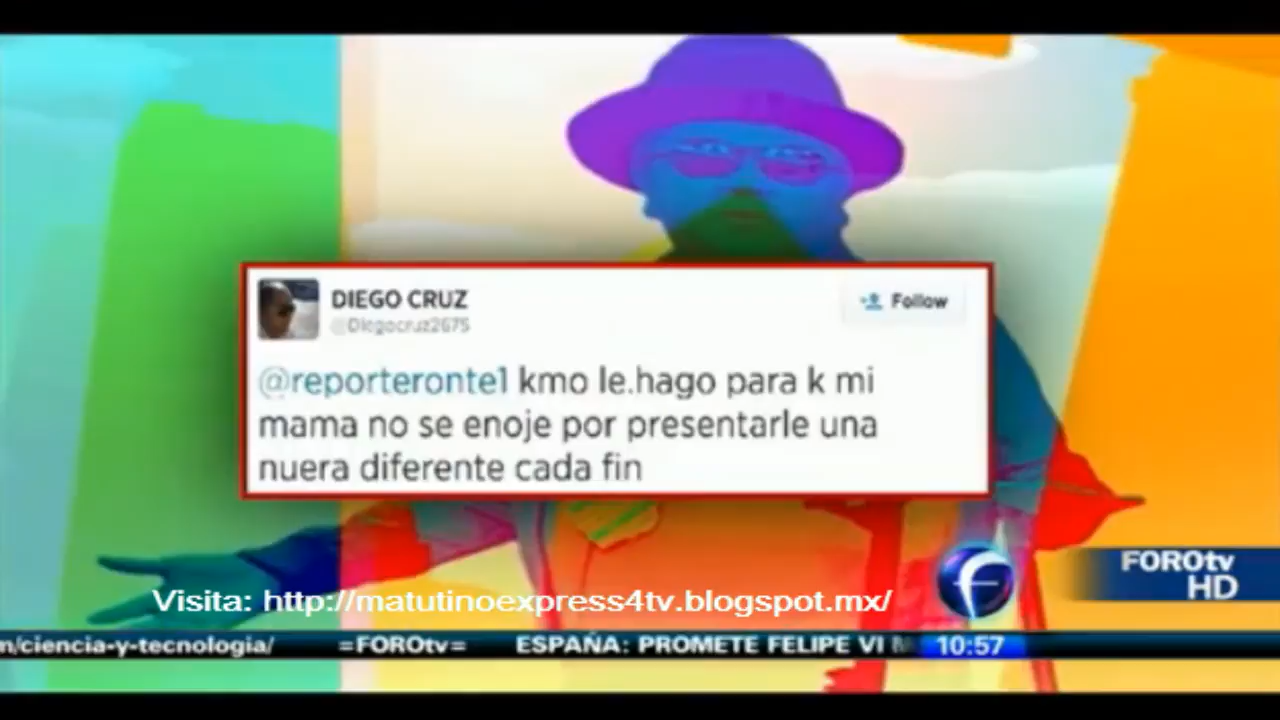 DIEGO CRUZ
@Diegocruz2675
Follow
@reporteronte1 kmo le.hago para k mi
mama no se enoje por presentarle una
nuera diferente cada fin
FOROtv
HD
Visita: http://matutinoexpress4tv.blogspot.mx/
m/ciencia-y-tecnologia/ =FOROtv= ESPAÑA: PROMETE FELIPE VI 10:57